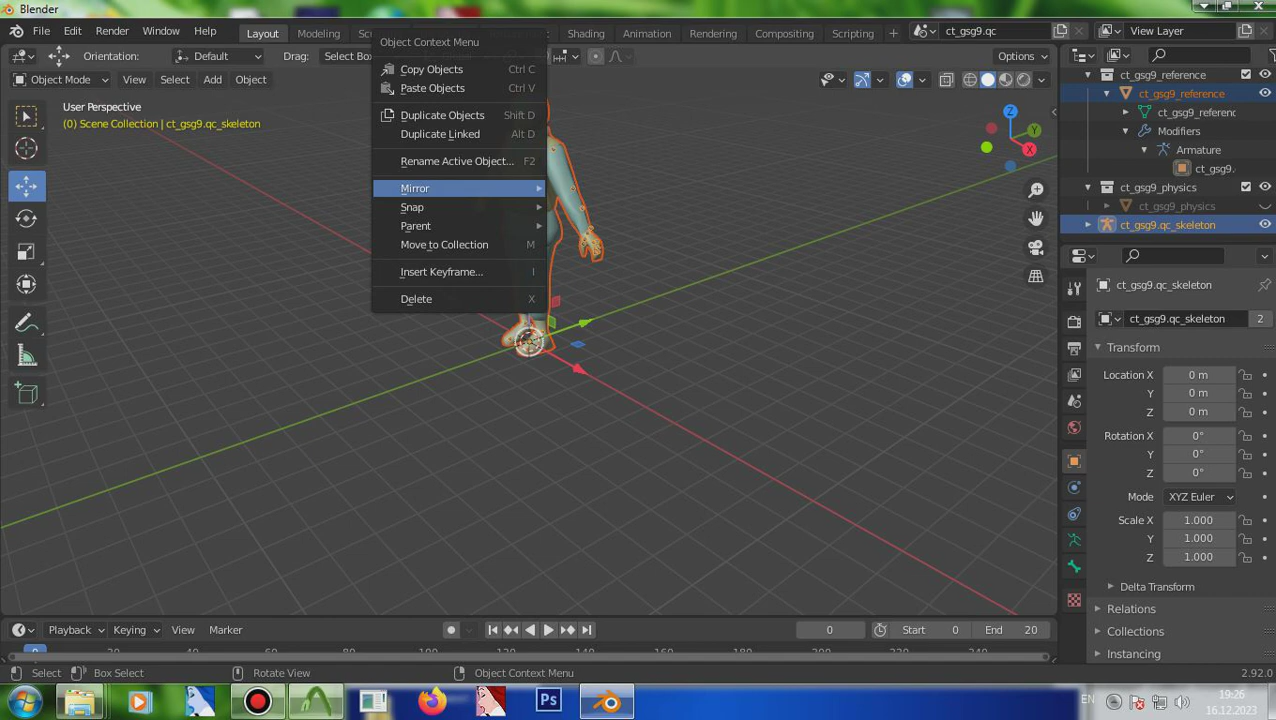 Blender
File Edit Render Window Help Layout Modeling Shading Animation Rendering Compositing Scripting + ct_gsg9.qc View Layer
Orientation: Default Drag: Select Options
Object Mode View Select Add Object
User Perspective
(0) Scene Collection | ct_gsg9.qc_skeleton
Object Context Menu
Copy Objects Ctrl C
Paste Objects Ctrl V
Duplicate Objects Shift D
Duplicate Linked Alt D
Rename Active Object... F2
Mirror
Snap
Parent
Move to Collection M
Insert Keyframe... I
Delete X
Z
Y
X
ct_gsg9_reference
ct_gsg9_reference
ct_gsg9_referenc
Modifiers
Armature
ct_gsg9.
ct_gsg9_physics
ct_gsg9_physics
ct_gsg9.qc_skeleton
ct_gsg9.qc_skeleton
ct_gsg9.qc_skeleton 2
Transform
Location X 0 m
Y 0 m
Z 0 m
Rotation X 0°
Y 0°
Z 0°
Mode XYZ Euler
Scale X 1.000
Y 1.000
Z 1.000
Delta Transform
Relations
Collections
Instancing
Playback Keying View Marker 0 Start 0 End 20
Select Box Select Rotate View Object Context Menu 2.92.0
Ps EN 19:26
16.12.2023